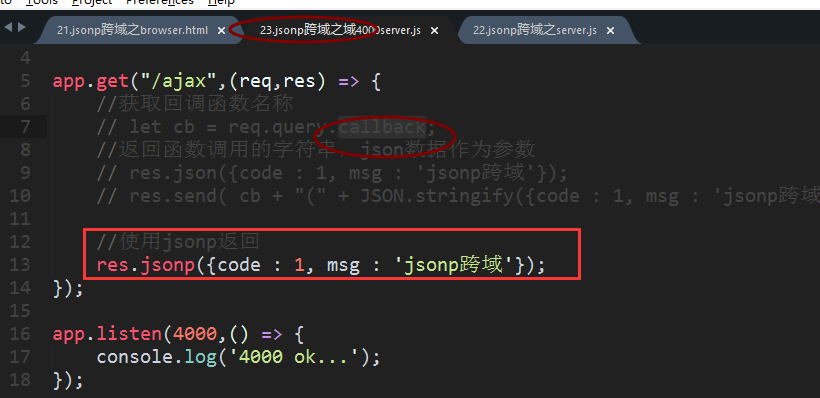 Tools Project Preferences Help
21.jsonp跨域之browser.html × 23.jsonp跨域之域4000server.js × 22.jsonp跨域之server.js ×
4
5 app.get("/ajax",(req,res) => {
6 //获取回调函数名称
7 // let cb = req.query.callback;
8 //返回函数调用的字符串, json数据作为参数
9 // res.json({code : 1, msg : 'jsonp跨域'});
10 // res.send( cb + "(" + JSON.stringify({code : 1, msg : 'jsonp跨域
11
12 //使用jsonp返回
13 res.jsonp({code : 1, msg : 'jsonp跨域'});
14 });
15
16 app.listen(4000,() => {
17 console.log('4000 ok...');
18 });